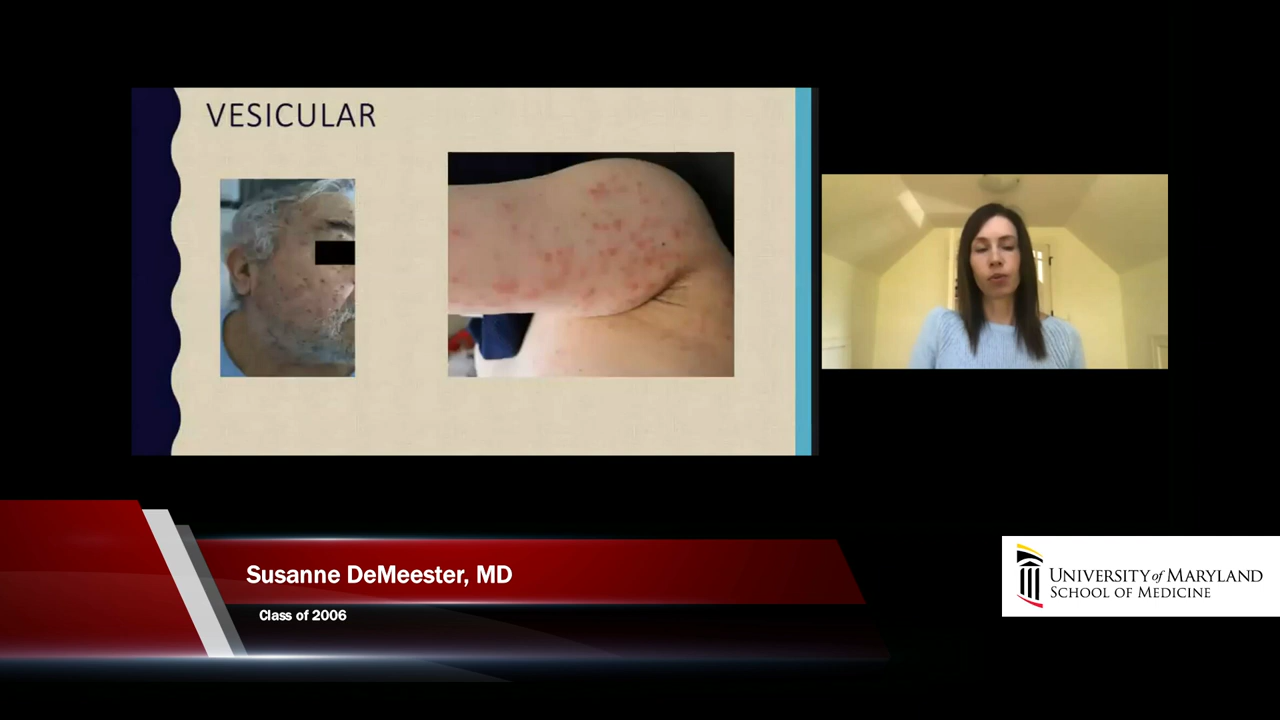 VESICULAR
Susanne DeMeester, MD
Class of 2006
UNIVERSITY of MARYLAND
SCHOOL OF MEDICINE